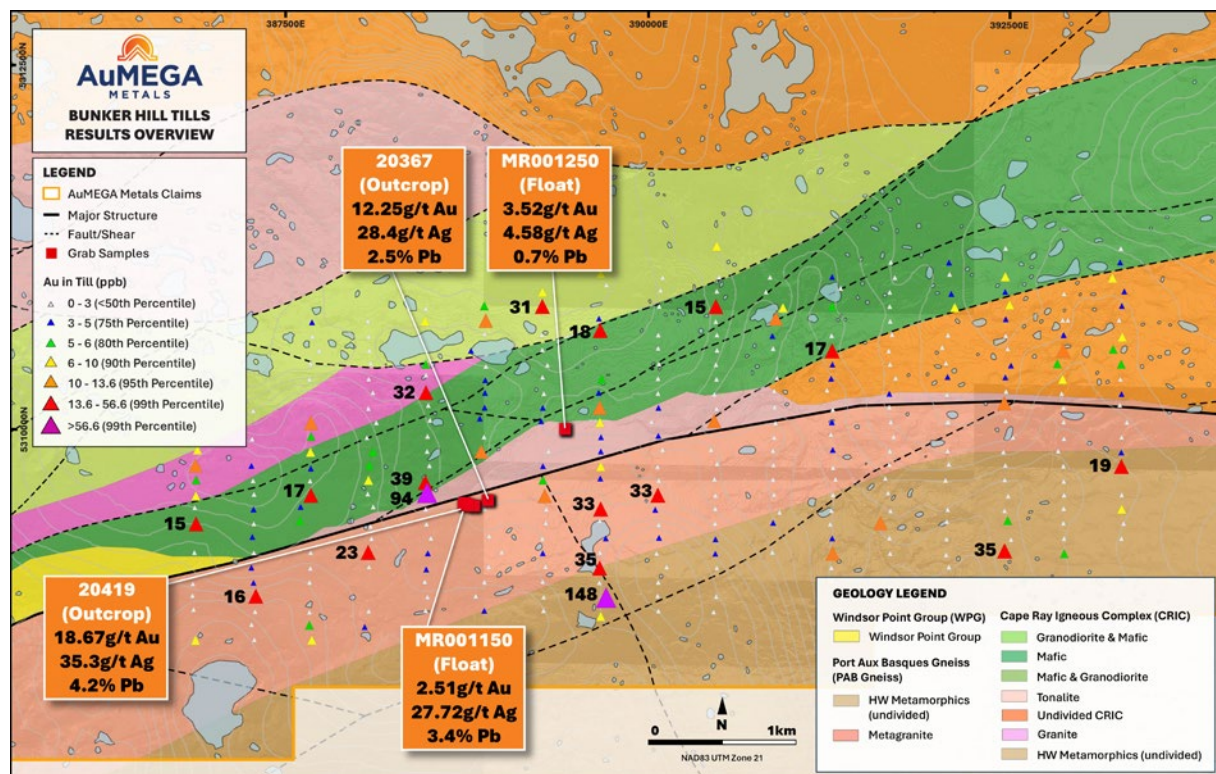 387500E
390000E
392500E
5312500N
5310000N
AuMEGA
METALS
BUNKER HILL TILLS
RESULTS OVERVIEW
LEGEND
AuMEGA Metals Claims
Major Structure
Fault/Shear
Grab Samples
Au in Till (ppb)
0 - 3 (<50th Percentile)
3 - 5 (75th Percentile)
5 - 6 (80th Percentile)
6 - 10 (90th Percentile)
10 - 13.6 (95th Percentile)
13.6 - 56.6 (99th Percentile)
>56.6 (99th Percentile)
20367
(Outcrop)
12.25g/t Au
28.4g/t Ag
2.5% Pb
MR001250
(Float)
3.52g/t Au
4.58g/t Ag
0.7% Pb
31
18
15
17
32
39
94
17
15
33
33
19
23
35
35
16
148
20419
(Outcrop)
18.67g/t Au
35.3g/t Ag
4.2% Pb
MR001150
(Float)
2.51g/t Au
27.72g/t Ag
3.4% Pb
0
1km
N
NAD83 UTM Zone 21
GEOLOGY LEGEND
Windsor Point Group (WPG)
Windsor Point Group
Port Aux Basques Gneiss
(PAB Gneiss)
HW Metamorphics
(undivided)
Metagranite
Cape Ray Igneous Complex (CRIC)
Granodiorite & Mafic
Mafic
Mafic & Granodiorite
Tonalite
Undivided CRIC
Granite
HW Metamorphics (undivided)